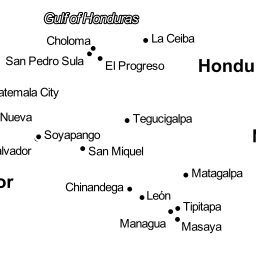 Gulf of Honduras
La Ceiba
Choloma
San Pedro Sula
El Progreso
Hondu
atemala City
Nueva
Tegucigalpa
Soyapango
alvador
San Miquel
Matagalpa
or
Chinandega
León
Tipitapa
Managua
Masaya